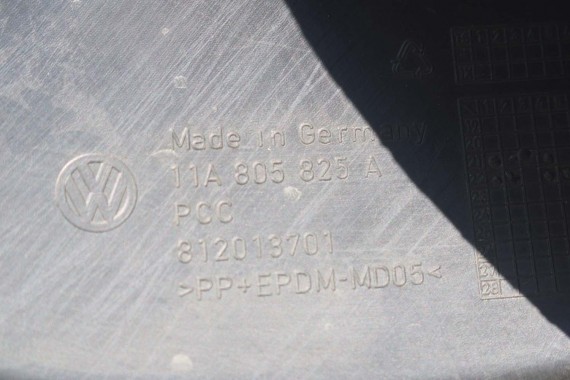 Made in Germany
11A 805 825 A
PCC
812013701
>PP+EPDM-MD05<